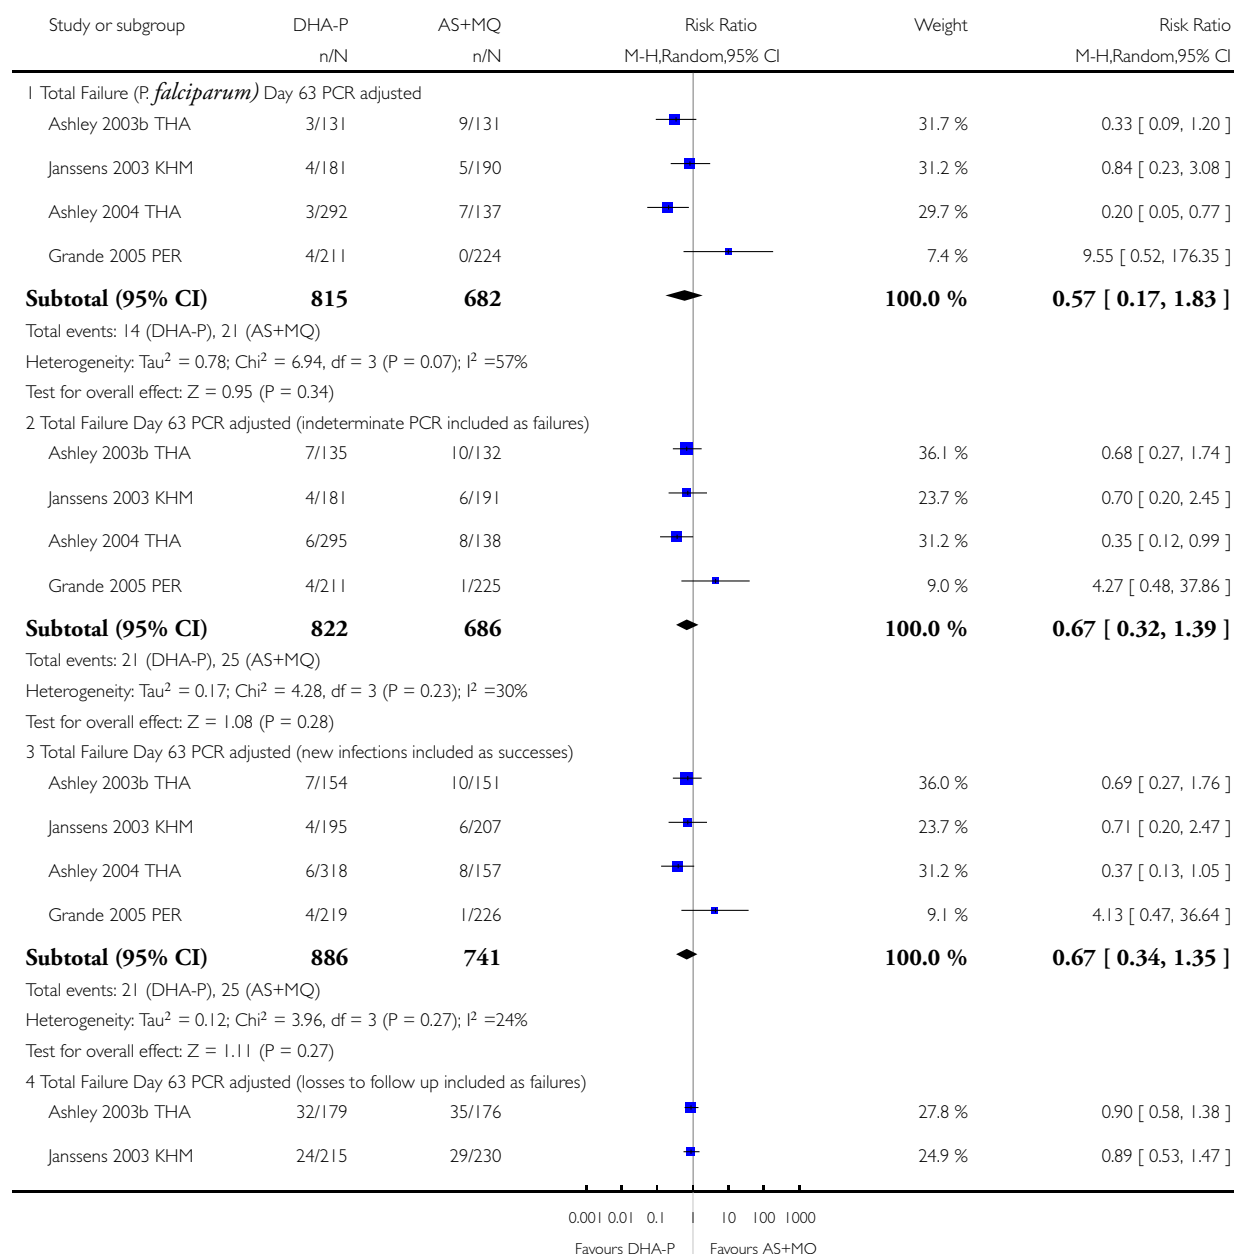 Study or subgroup DHA-P AS+MQ Risk Ratio Weight Risk Ratio
n/N n/N M-H,Random,95% CI M-H,Random,95% CI
1 Total Failure (P. falciparum) Day 63 PCR adjusted
Ashley 2003b THA 3/131 9/131 31.7 % 0.33 [ 0.09, 1.20 ]
Janssens 2003 KHM 4/181 5/190 31.2 % 0.84 [ 0.23, 3.08 ]
Ashley 2004 THA 3/292 7/137 29.7 % 0.20 [ 0.05, 0.77 ]
Grande 2005 PER 4/211 0/224 7.4 % 9.55 [ 0.52, 176.35 ]
Subtotal (95% CI) 815 682 100.0 % 0.57 [ 0.17, 1.83 ]
Total events: 14 (DHA-P), 21 (AS+MQ)
Heterogeneity: Tau² = 0.78; Chi² = 6.94, df = 3 (P = 0.07); I² =57%
Test for overall effect: Z = 0.95 (P = 0.34)
2 Total Failure Day 63 PCR adjusted (indeterminate PCR included as failures)
Ashley 2003b THA 7/135 10/132 36.1 % 0.68 [ 0.27, 1.74 ]
Janssens 2003 KHM 4/181 6/191 23.7 % 0.70 [ 0.20, 2.45 ]
Ashley 2004 THA 6/295 8/138 31.2 % 0.35 [ 0.12, 0.99 ]
Grande 2005 PER 4/211 1/225 9.0 % 4.27 [ 0.48, 37.86 ]
Subtotal (95% CI) 822 686 100.0 % 0.67 [ 0.32, 1.39 ]
Total events: 21 (DHA-P), 25 (AS+MQ)
Heterogeneity: Tau² = 0.17; Chi² = 4.28, df = 3 (P = 0.23); I² =30%
Test for overall effect: Z = 1.08 (P = 0.28)
3 Total Failure Day 63 PCR adjusted (new infections included as successes)
Ashley 2003b THA 7/154 10/151 36.0 % 0.69 [ 0.27, 1.76 ]
Janssens 2003 KHM 4/195 6/207 23.7 % 0.71 [ 0.20, 2.47 ]
Ashley 2004 THA 6/318 8/157 31.2 % 0.37 [ 0.13, 1.05 ]
Grande 2005 PER 4/219 1/226 9.1 % 4.13 [ 0.47, 36.64 ]
Subtotal (95% CI) 886 741 100.0 % 0.67 [ 0.34, 1.35 ]
Total events: 21 (DHA-P), 25 (AS+MQ)
Heterogeneity: Tau² = 0.12; Chi² = 3.96, df = 3 (P = 0.27); I² =24%
Test for overall effect: Z = 1.11 (P = 0.27)
4 Total Failure Day 63 PCR adjusted (losses to follow up included as failures)
Ashley 2003b THA 32/179 35/176 27.8 % 0.90 [ 0.58, 1.38 ]
Janssens 2003 KHM 24/215 29/230 24.9 % 0.89 [ 0.53, 1.47 ]
0.001 0.01 0.1 1 10 100 1000
Favours DHA-P Favours AS+MQ